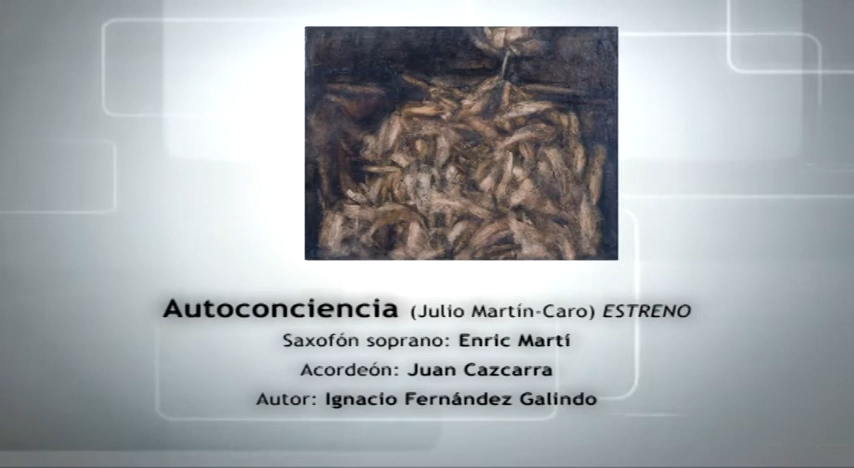 Autoconciencia (Julio Martín-Caro) ESTRENO
Saxofón soprano: Enric Martí
Acordeón: Juan Cazcarra
Autor: Ignacio Fernández Galindo